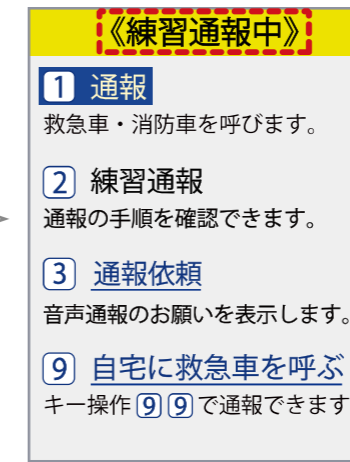 《練習通報中》
1 通報
救急車・消防車を呼びます。
2 練習通報
通報の手順を確認できます。
3 通報依頼
音声通報のお願いを表示します。
9 自宅に救急車を呼ぶ
キー操作99で通報できます